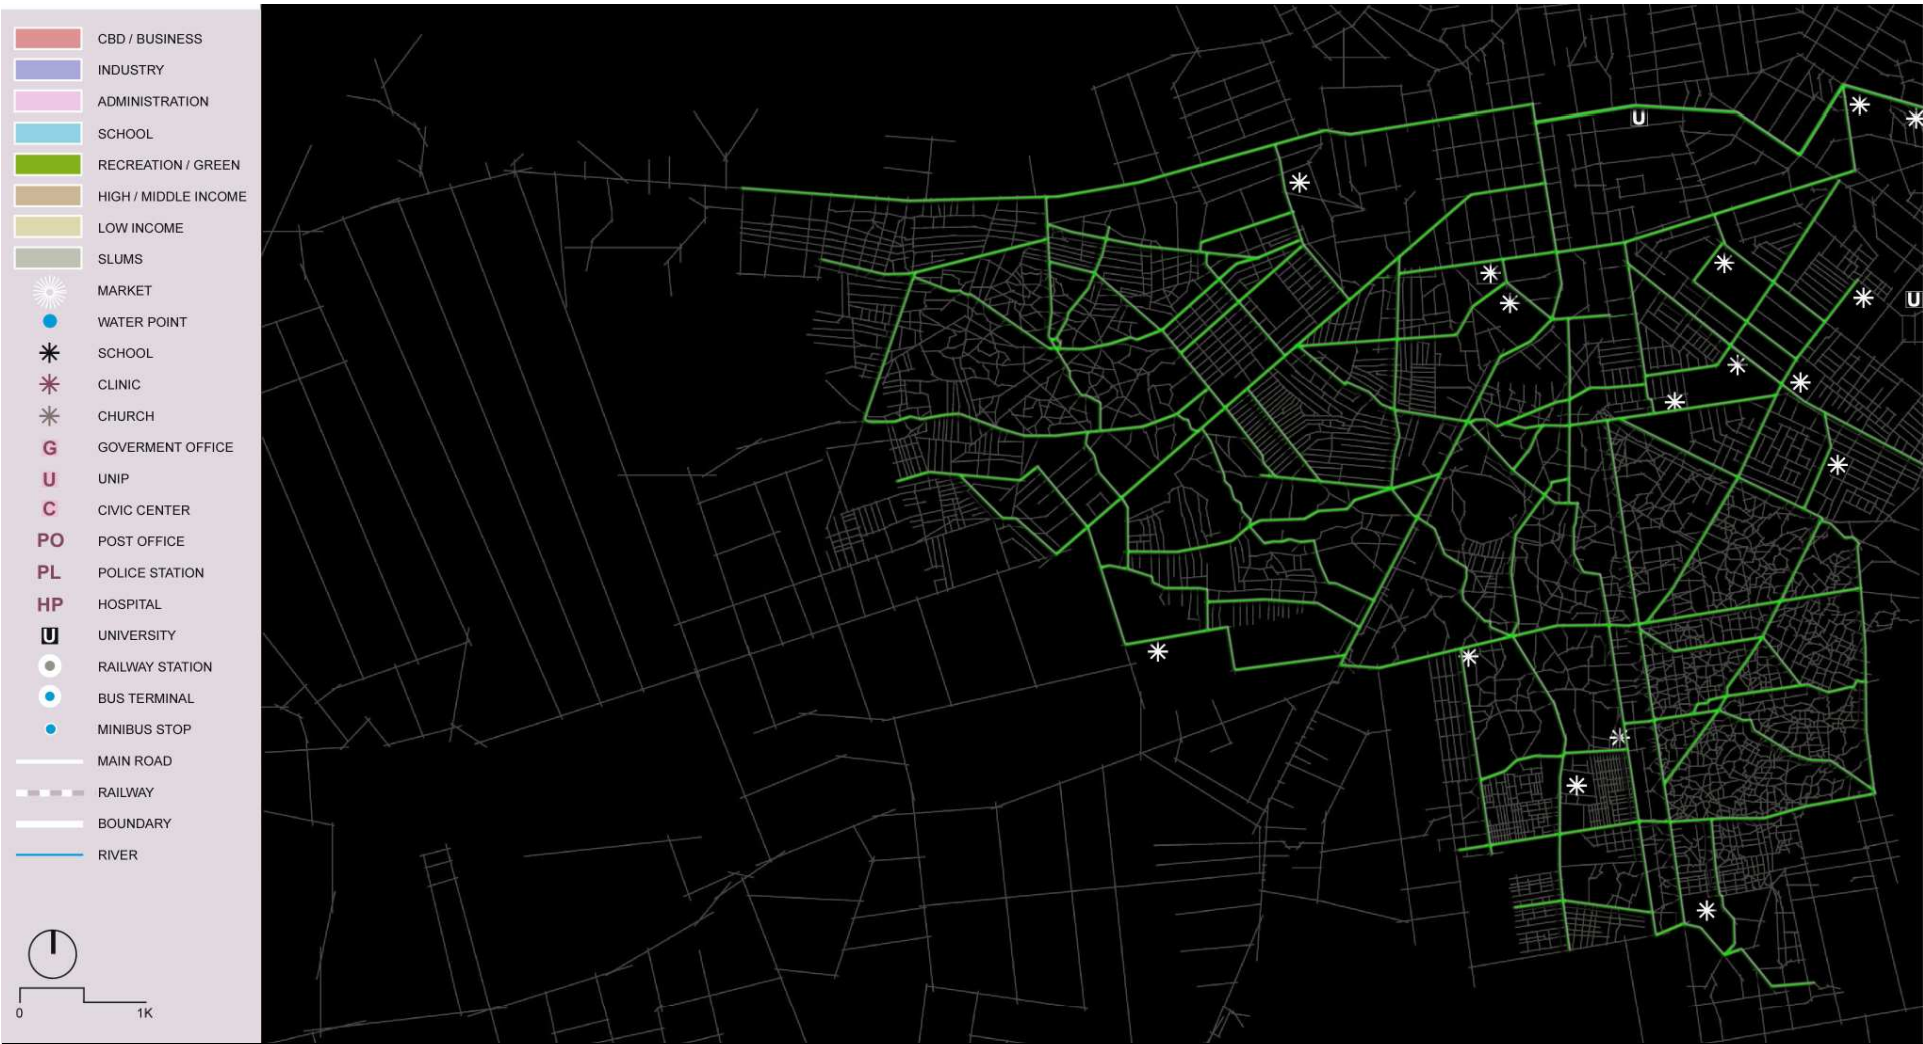 CBD / BUSINESS
INDUSTRY
ADMINISTRATION
SCHOOL
RECREATION / GREEN
HIGH / MIDDLE INCOME
LOW INCOME
SLUMS
MARKET
WATER POINT
SCHOOL
CLINIC
CHURCH
G GOVERMENT OFFICE
U UNIP
C CIVIC CENTER
PO POST OFFICE
PL POLICE STATION
HP HOSPITAL
U UNIVERSITY
RAILWAY STATION
BUS TERMINAL
MINIBUS STOP
MAIN ROAD
RAILWAY
BOUNDARY
RIVER
0 1K
U
U